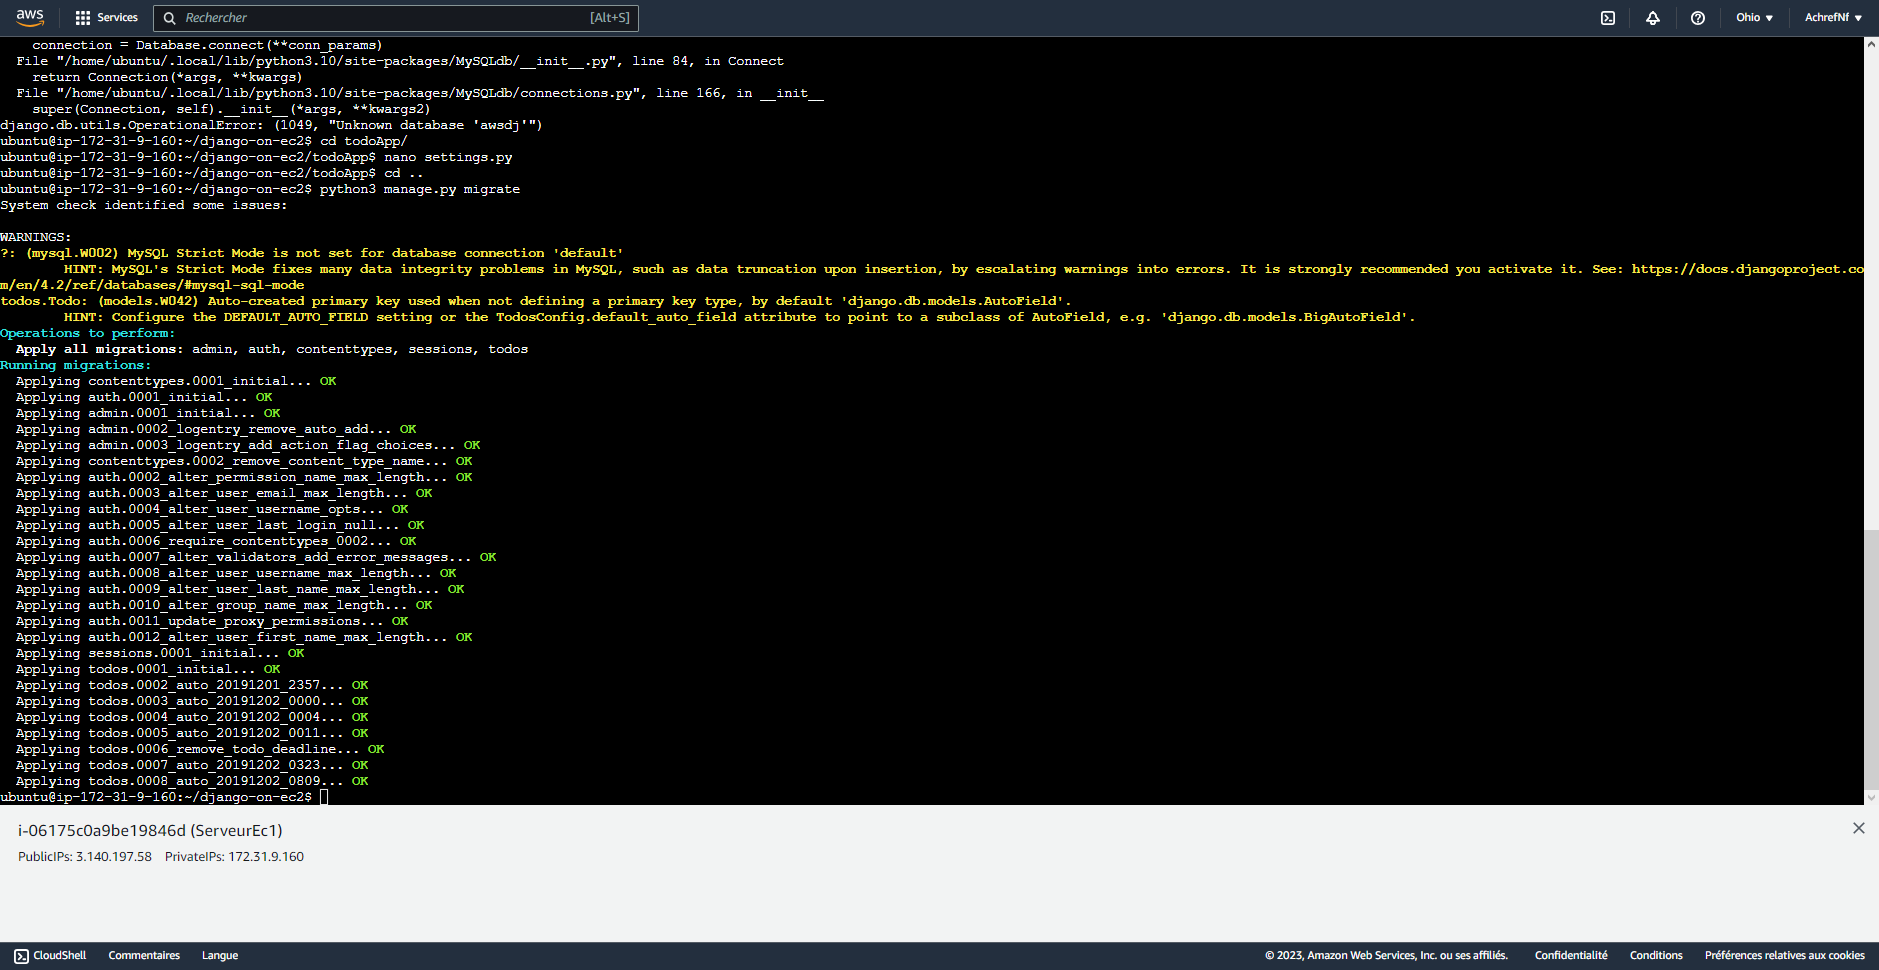 aws Services Rechercher [Alt+S] Ohio ▼ AchrefNf ▼
    connection = Database.connect(**conn_params)
  File "/home/ubuntu/.local/lib/python3.10/site-packages/MySQLdb/__init__.py", line 84, in Connect
    return Connection(*args, **kwargs)
  File "/home/ubuntu/.local/lib/python3.10/site-packages/MySQLdb/connections.py", line 166, in __init__
    super(Connection, self).__init__(*args, **kwargs2)
django.db.utils.OperationalError: (1049, "Unknown database 'awsdj'")
ubuntu@ip-172-31-9-160:~/django-on-ec2$ cd todoApp/
ubuntu@ip-172-31-9-160:~/django-on-ec2/todoApp$ nano settings.py
ubuntu@ip-172-31-9-160:~/django-on-ec2/todoApp$ cd ..
ubuntu@ip-172-31-9-160:~/django-on-ec2$ python3 manage.py migrate
System check identified some issues:

WARNINGS:
?: (mysql.W002) MySQL Strict Mode is not set for database connection 'default'
        HINT: MySQL's Strict Mode fixes many data integrity problems in MySQL, such as data truncation upon insertion, by escalating warnings into errors. It is strongly recommended you activate it. See: https://docs.djangoproject.co
m/en/4.2/ref/databases/#mysql-sql-mode
todos.Todo: (models.W042) Auto-created primary key used when not defining a primary key type, by default 'django.db.models.AutoField'.
        HINT: Configure the DEFAULT_AUTO_FIELD setting or the TodosConfig.default_auto_field attribute to point to a subclass of AutoField, e.g. 'django.db.models.BigAutoField'.
Operations to perform:
  Apply all migrations: admin, auth, contenttypes, sessions, todos
Running migrations:
  Applying contenttypes.0001_initial... OK
  Applying auth.0001_initial... OK
  Applying admin.0001_initial... OK
  Applying admin.0002_logentry_remove_auto_add... OK
  Applying admin.0003_logentry_add_action_flag_choices... OK
  Applying contenttypes.0002_remove_content_type_name... OK
  Applying auth.0002_alter_permission_name_max_length... OK
  Applying auth.0003_alter_user_email_max_length... OK
  Applying auth.0004_alter_user_username_opts... OK
  Applying auth.0005_alter_user_last_login_null... OK
  Applying auth.0006_require_contenttypes_0002... OK
  Applying auth.0007_alter_validators_add_error_messages... OK
  Applying auth.0008_alter_user_username_max_length... OK
  Applying auth.0009_alter_user_last_name_max_length... OK
  Applying auth.0010_alter_group_name_max_length... OK
  Applying auth.0011_update_proxy_permissions... OK
  Applying auth.0012_alter_user_first_name_max_length... OK
  Applying sessions.0001_initial... OK
  Applying todos.0001_initial... OK
  Applying todos.0002_auto_20191201_2357... OK
  Applying todos.0003_auto_20191202_0000... OK
  Applying todos.0004_auto_20191202_0004... OK
  Applying todos.0005_auto_20191202_0011... OK
  Applying todos.0006_remove_todo_deadline... OK
  Applying todos.0007_auto_20191202_0323... OK
  Applying todos.0008_auto_20191202_0809... OK
ubuntu@ip-172-31-9-160:~/django-on-ec2$
i-06175c0a9be19846d (ServeurEc1)
PublicIPs: 3.140.197.58 PrivateIPs: 172.31.9.160
CloudShell Commentaires Langue © 2023, Amazon Web Services, Inc. ou ses affiliés. Confidentialité Conditions Préférences relatives aux cookies